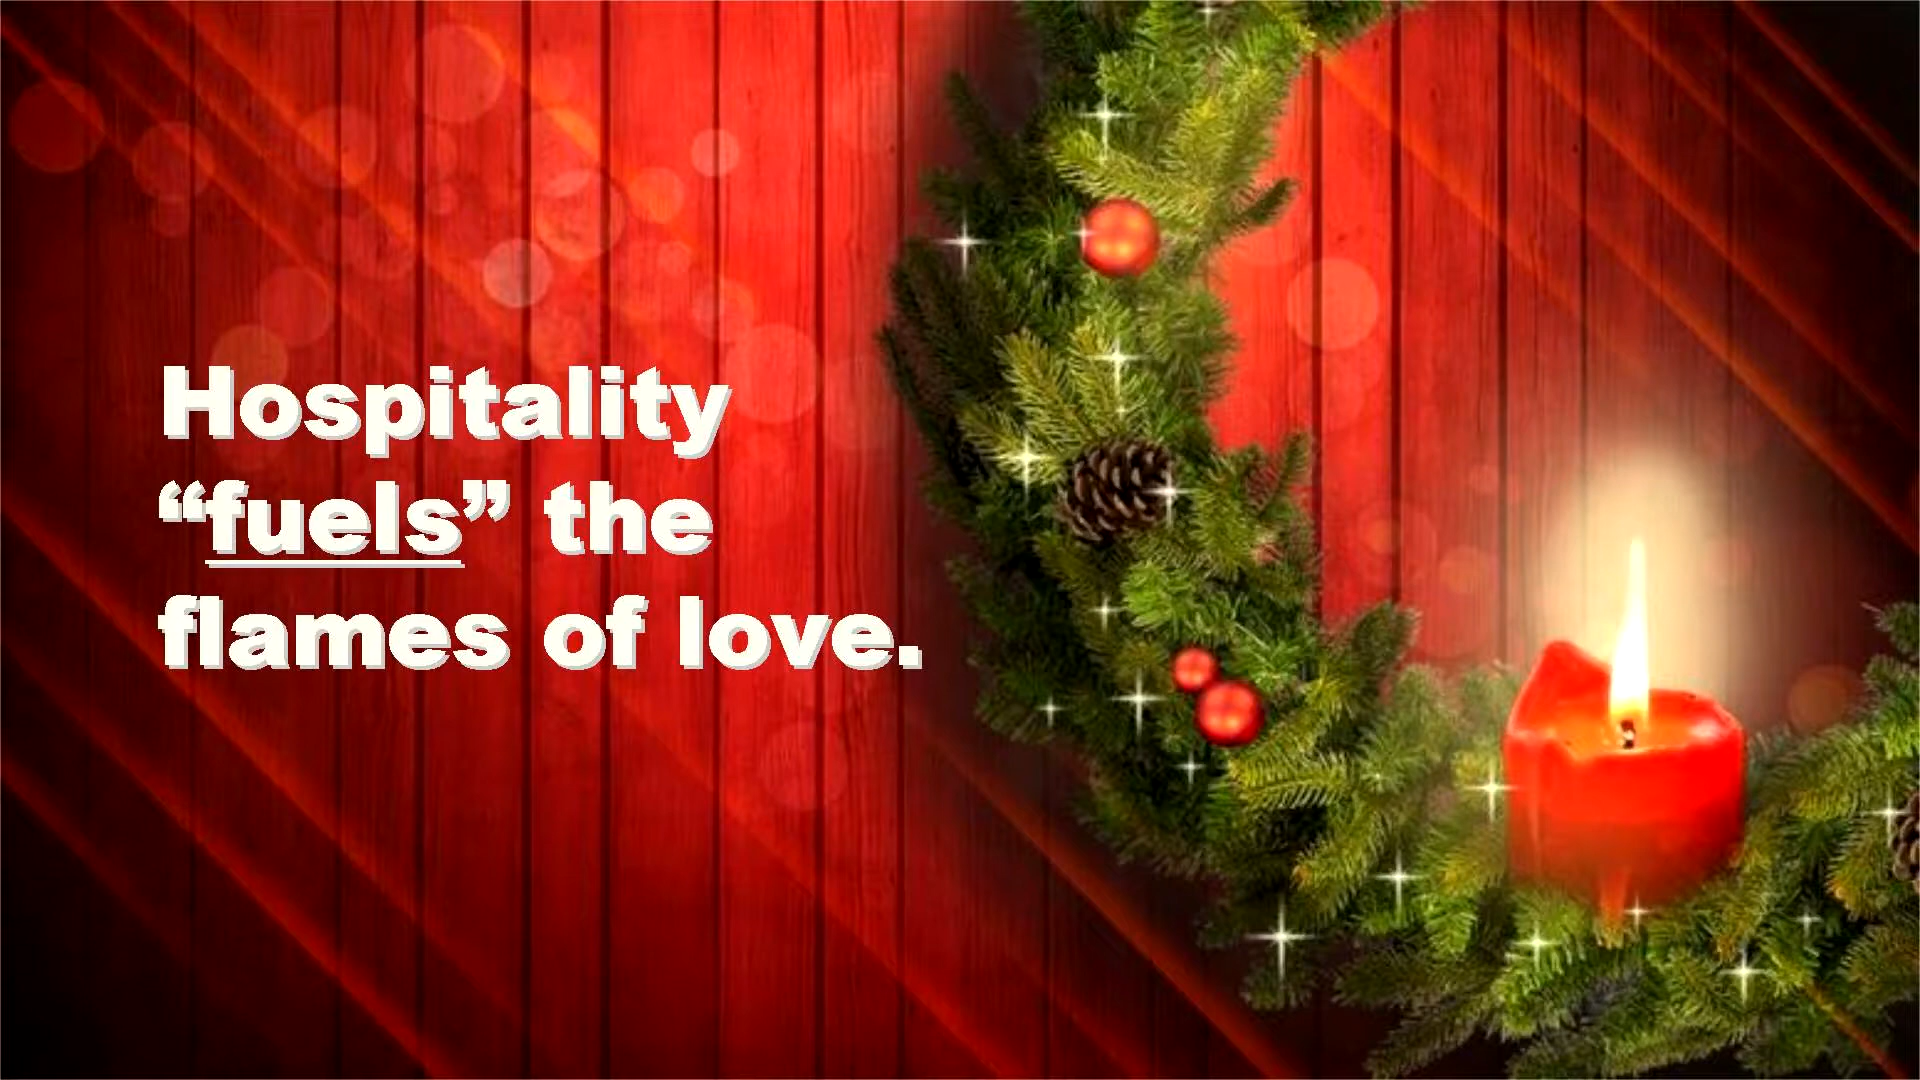 Hospitality
“fuels” the
flames of love.